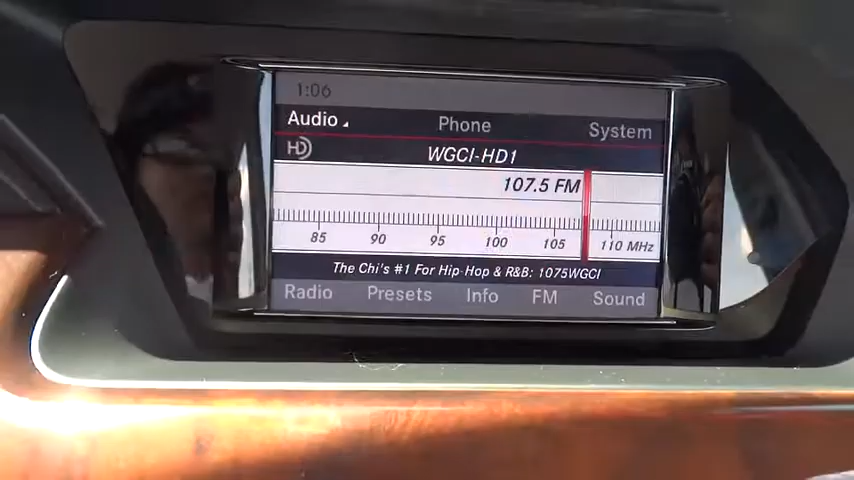 1:06
Audio Phone System
HD WGCI-HD1
107.5 FM
85 90 95 100 105 110 MHz
The Chi's #1 For Hip-Hop & R&B: 1075WGCI
Radio Presets Info FM Sound